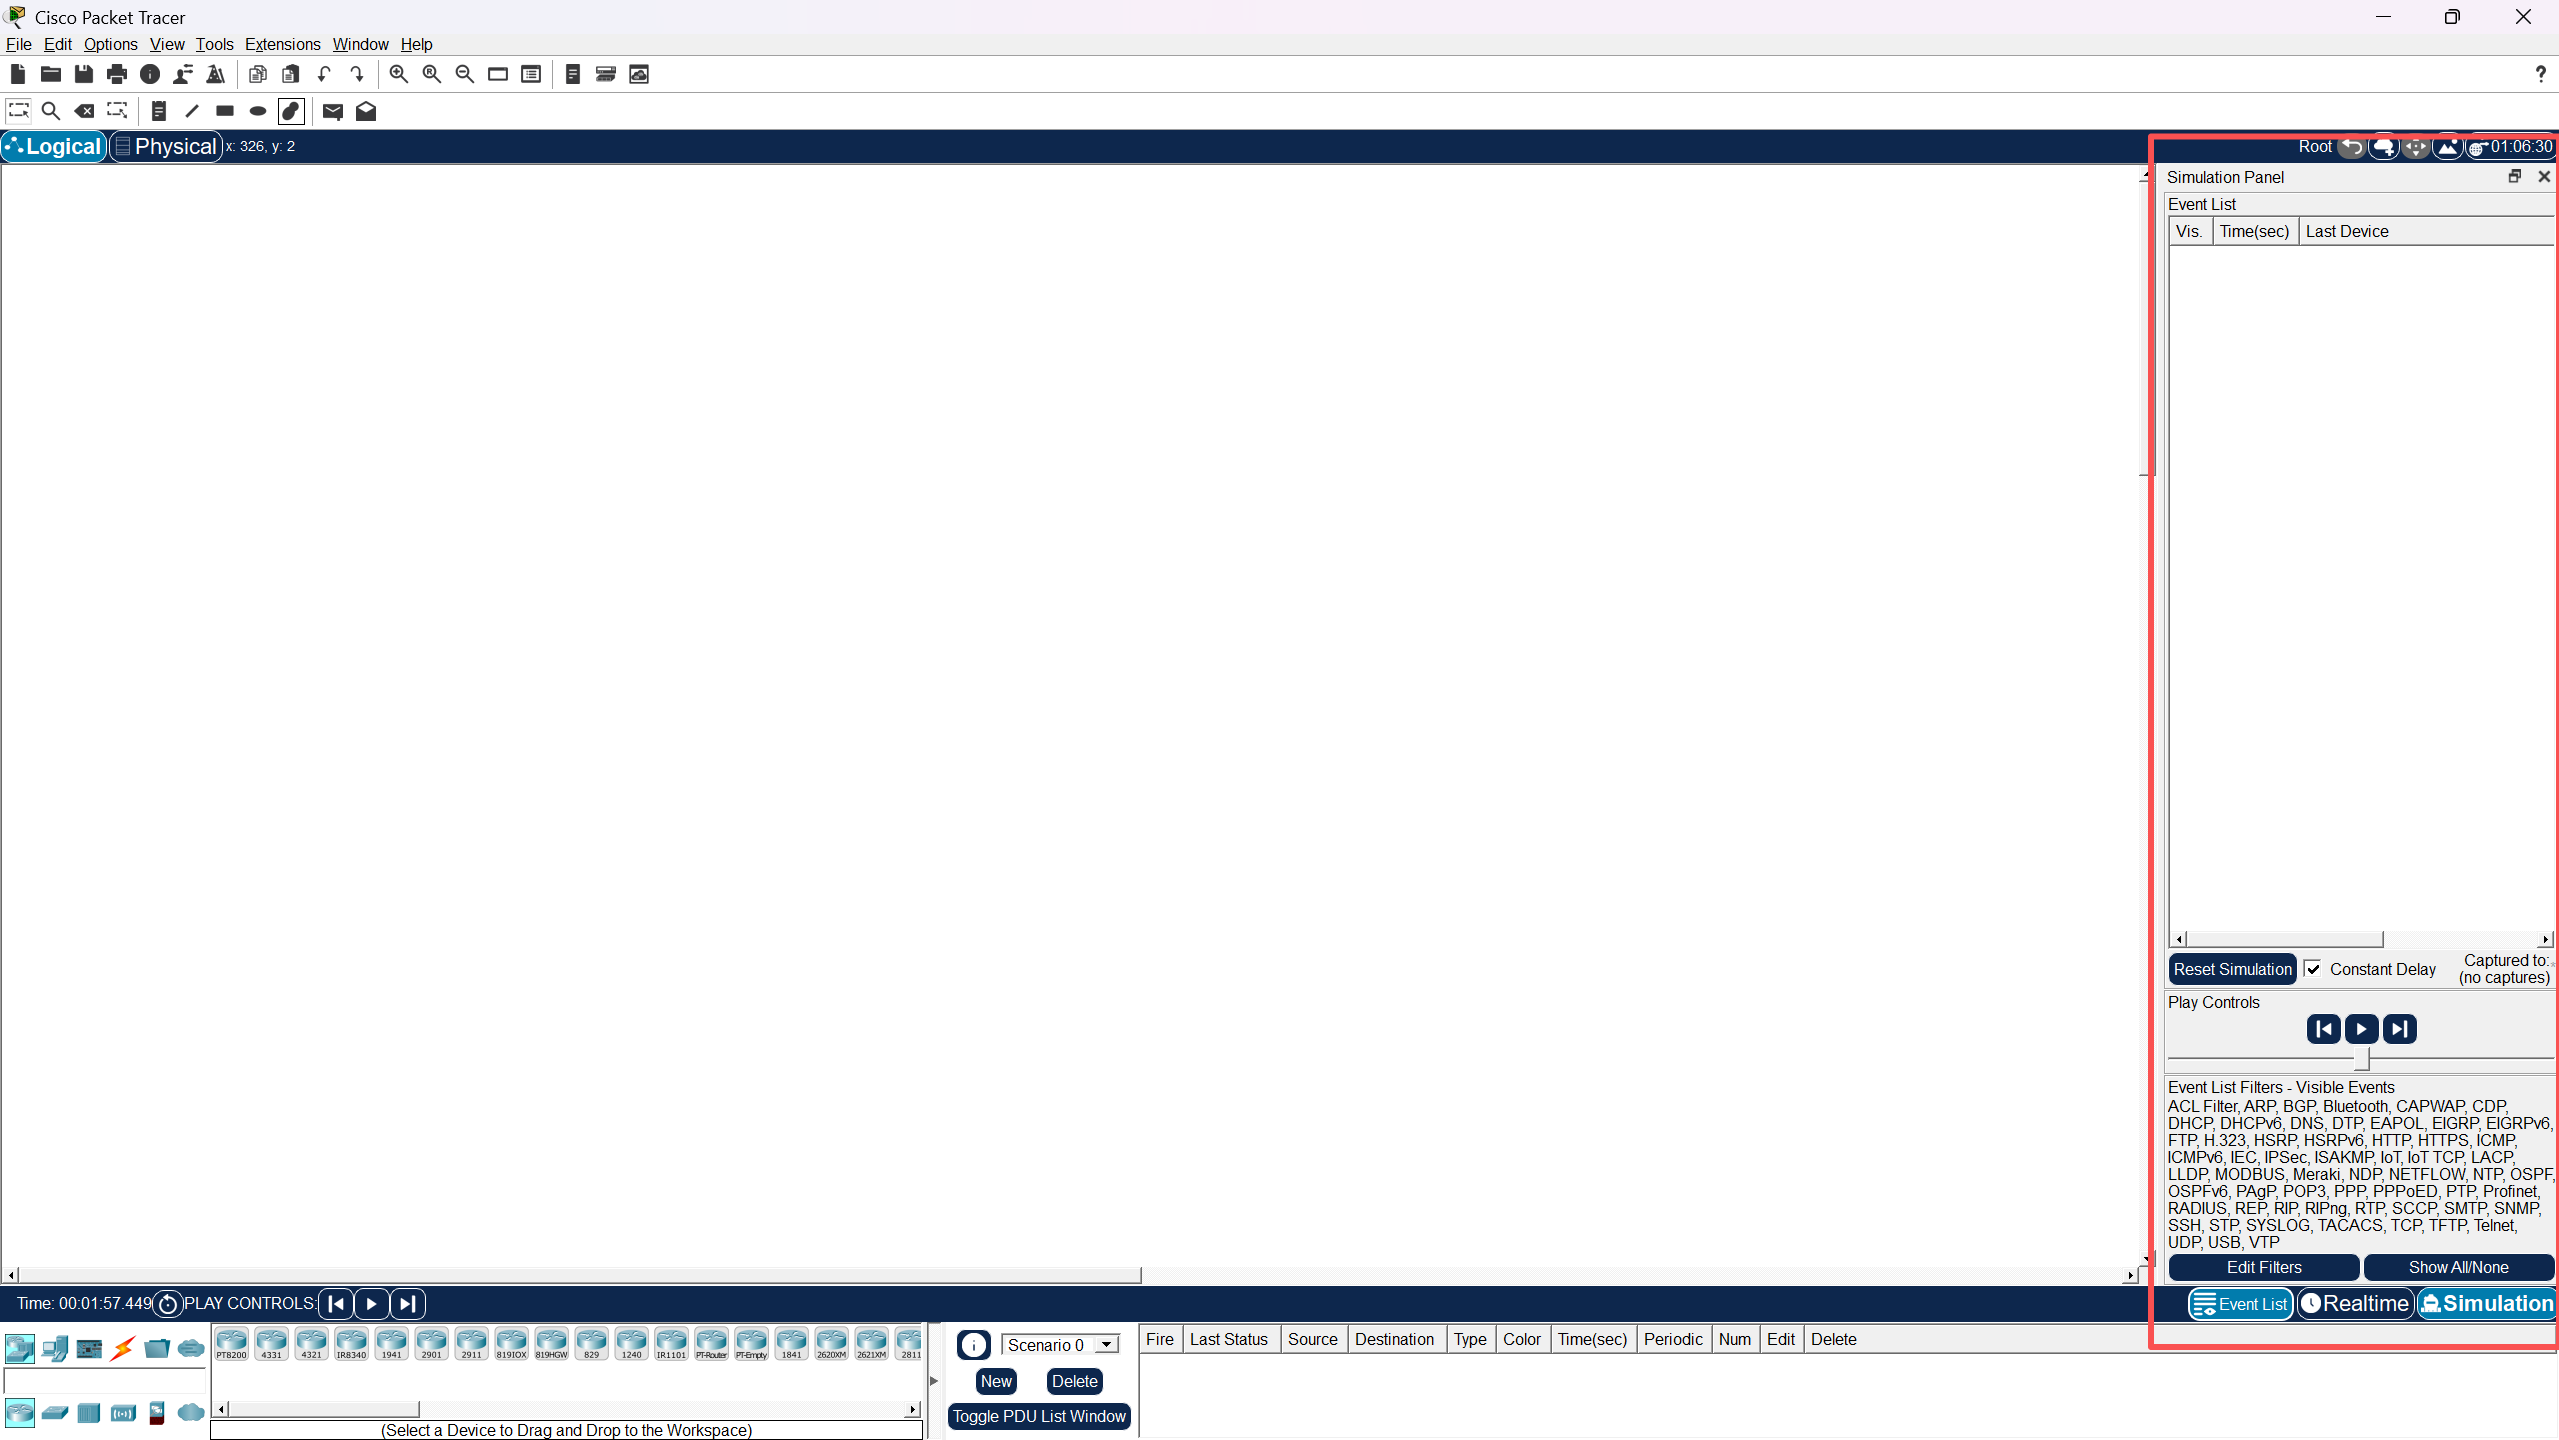 Cisco Packet Tracer
File Edit Options View Tools Extensions Window Help
?
Logical Physical x: 326, y: 2 Root 01:06:30
Simulation Panel
Event List
Vis. Time(sec) Last Device
Reset Simulation Constant Delay Captured to:
(no captures)
Play Controls
Event List Filters - Visible Events
ACL Filter, ARP, BGP, Bluetooth, CAPWAP, CDP,
DHCP, DHCPv6, DNS, DTP, EAPOL, EIGRP, EIGRPv6,
FTP, H.323, HSRP, HSRPv6, HTTP, HTTPS, ICMP,
ICMPv6, IEC, IPSec, ISAKMP, IoT, IoT TCP, LACP,
LLDP, MODBUS, Meraki, NDP, NETFLOW, NTP, OSPF,
OSPFv6, PAgP, POP3, PPP, PPPoED, PTP, Profinet,
RADIUS, REP, RIP, RIPng, RTP, SCCP, SMTP, SNMP,
SSH, STP, SYSLOG, TACACS, TCP, TFTP, Telnet,
UDP, USB, VTP
Edit Filters Show All/None
Time: 00:01:57.449 PLAY CONTROLS: Event List Realtime Simulation
PT8200 4331 4321 IR8340 1941 2901 2911 819IOX 819HGW 829 1240 IR1101 PT-Router PT-Empty 1841 2620XM 2621XM 2811
Scenario 0
New Delete
Toggle PDU List Window
Fire Last Status Source Destination Type Color Time(sec) Periodic Num Edit Delete
(Select a Device to Drag and Drop to the Workspace)